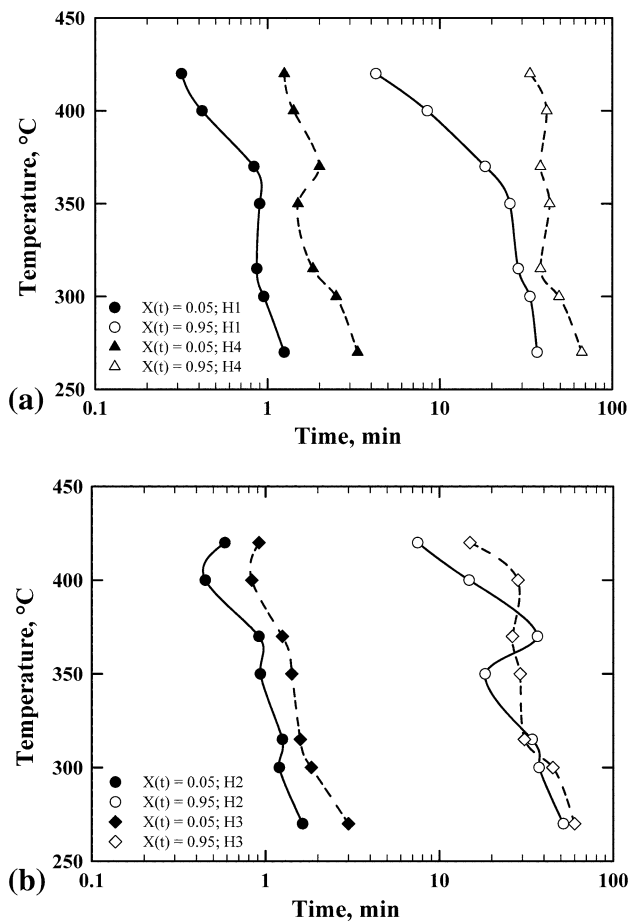 450
400
350
300
250
Temperature, °C
X(t) = 0.05; H1
X(t) = 0.95; H1
X(t) = 0.05; H4
X(t) = 0.95; H4
(a)
0.1 1 10 100
Time, min
450
400
350
300
250
Temperature, °C
X(t) = 0.05; H2
X(t) = 0.95; H2
X(t) = 0.05; H3
X(t) = 0.95; H3
(b)
0.1 1 10 100
Time, min